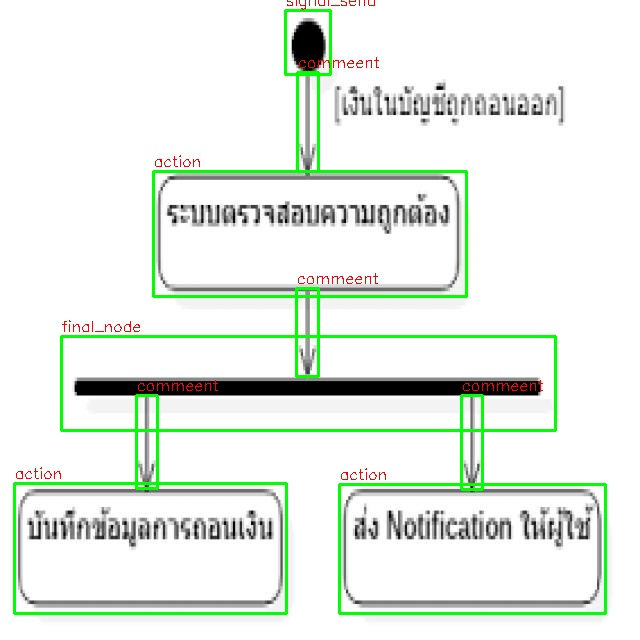 signal_send
commeent
[เงินในบัญชีถูกถอนออก]
action
ระบบตรวจสอบความถูกต้อง
commeent
final_node
commeent commeent
action action
บันทึกข้อมูลการถอนเงิน ส่ง Notification ให้ผู้ใช้